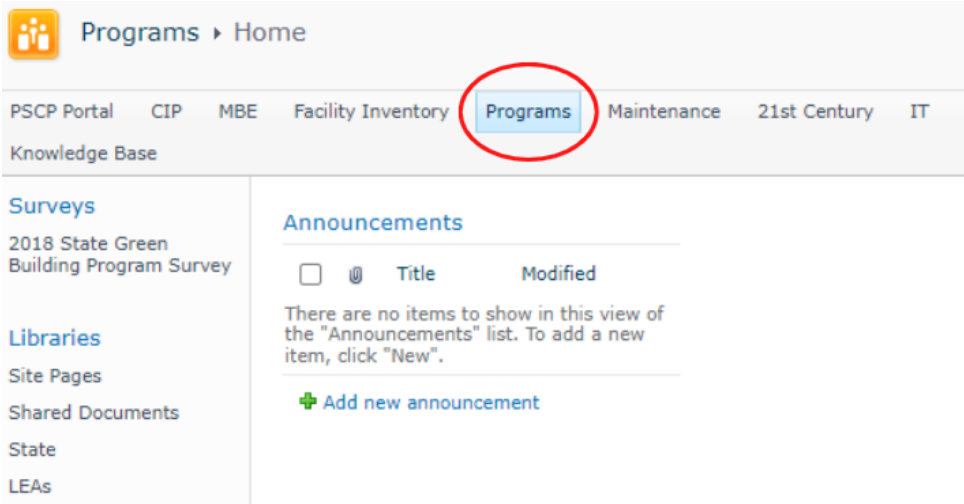 Programs ▸ Home
PSCP Portal CIP MBE Facility Inventory Programs Maintenance 21st Century IT
Knowledge Base
Surveys
2018 State Green
Building Program Survey
Libraries
Site Pages
Shared Documents
State
LEAs
Announcements
Title Modified
There are no items to show in this view of
the "Announcements" list. To add a new
item, click "New".
Add new announcement